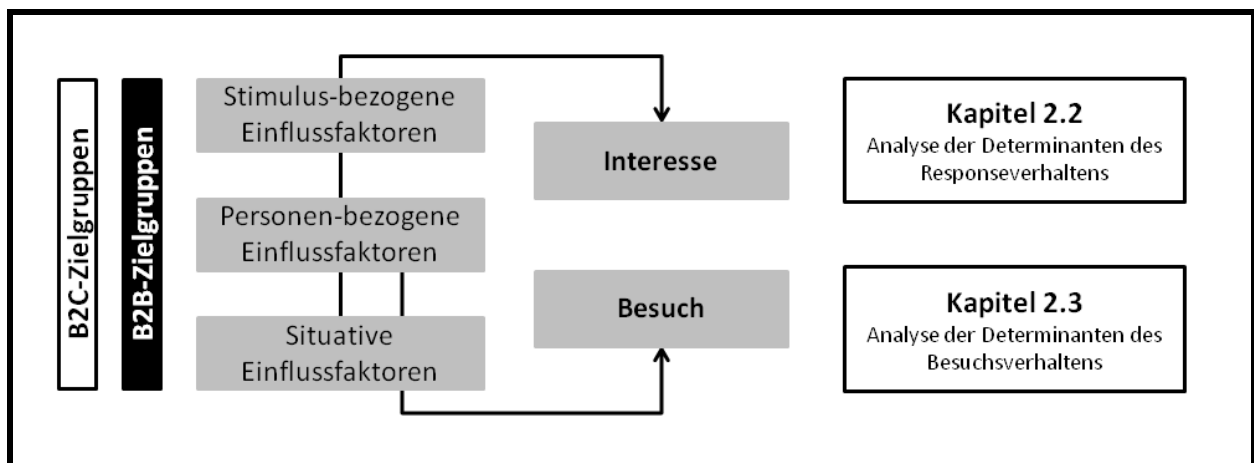 B2C-Zielgruppen
B2B-Zielgruppen
Stimulus-bezogene
Einflussfaktoren
Personen-bezogene
Einflussfaktoren
Situative
Einflussfaktoren
Interesse
Besuch
Kapitel 2.2
Analyse der Determinanten des
Responseverhaltens
Kapitel 2.3
Analyse der Determinanten des
Besuchsverhaltens